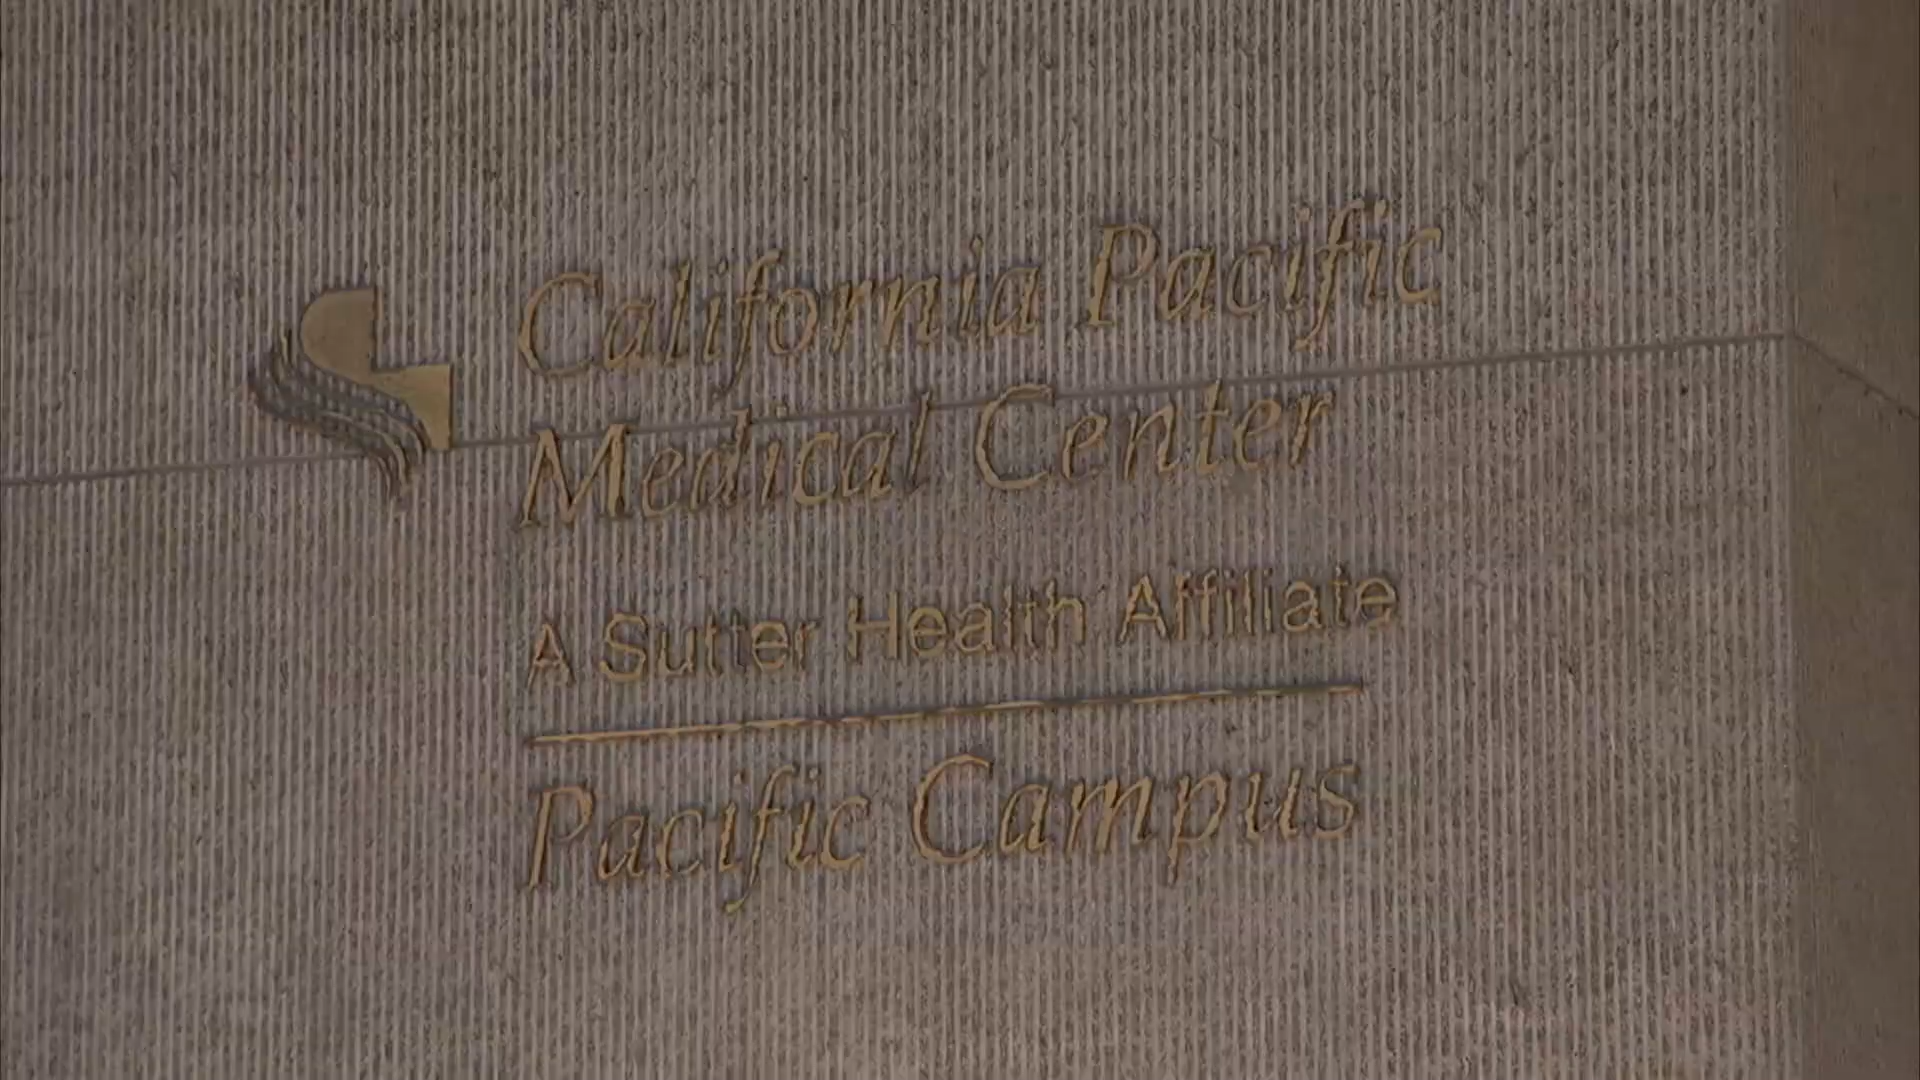 California Pacific
Medical Center
A Sutter Health Affiliate
Pacific Campus